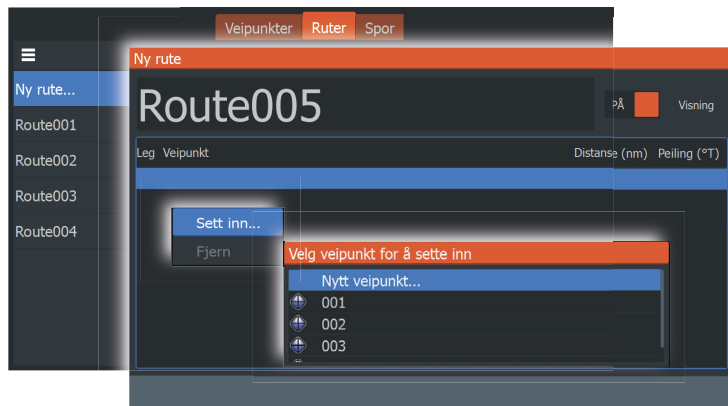 Veipunkter Ruter Spor
Ny rute
Ny rute...
Route001
Route002
Route003
Route004
Route005
PÅ
Visning
Leg Veipunkt Distanse (nm) Peiling (°T)
Sett inn...
Fjern
Velg veipunkt for å sette inn
Nytt veipunkt...
001
002
003